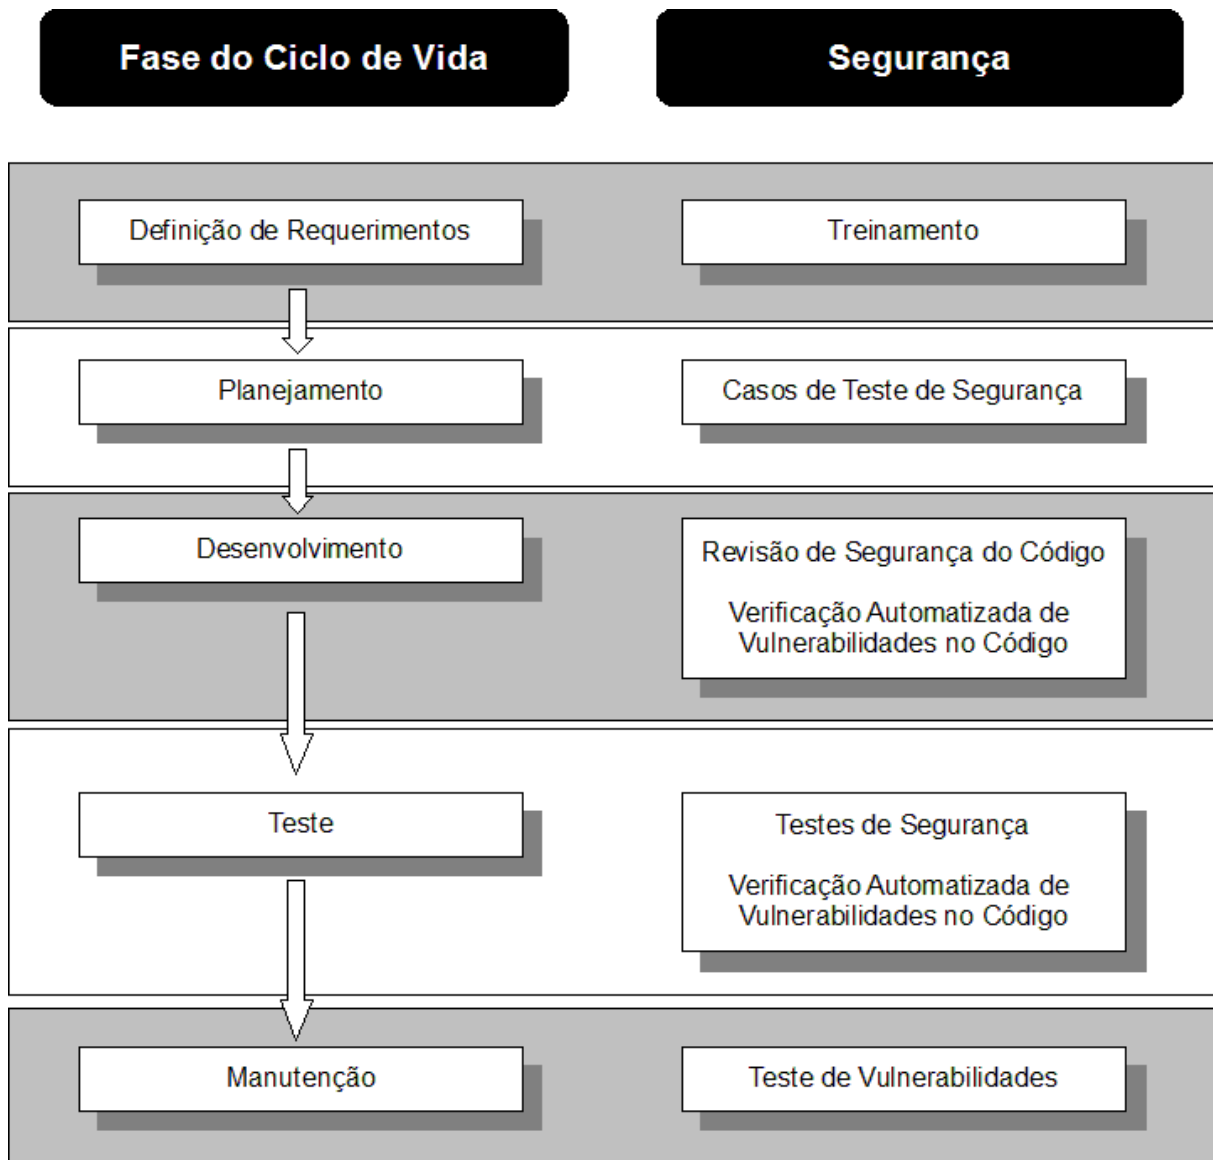 Fase do Ciclo de Vida
Segurança
Definição de Requerimentos
Treinamento
Planejamento
Casos de Teste de Segurança
Desenvolvimento
Revisão de Segurança do Código
Verificação Automatizada de
Vulnerabilidades no Código
Teste
Testes de Segurança
Verificação Automatizada de
Vulnerabilidades no Código
Manutenção
Teste de Vulnerabilidades